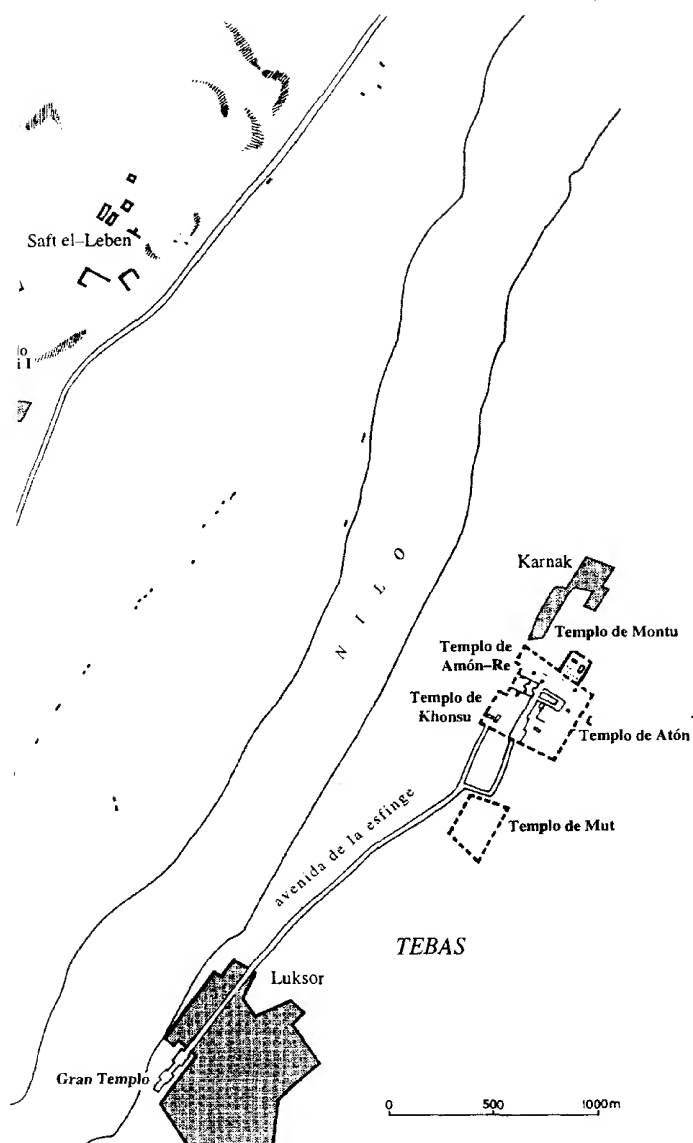 Saft el–Leben
NILO
Karnak
Templo de Montu
Templo de
Amón–Re
Templo de
Khonsu
Templo de Atón
Templo de Mut
avenida de la esfinge
TEBAS
Luksor
Gran Templo
0 500 1000m